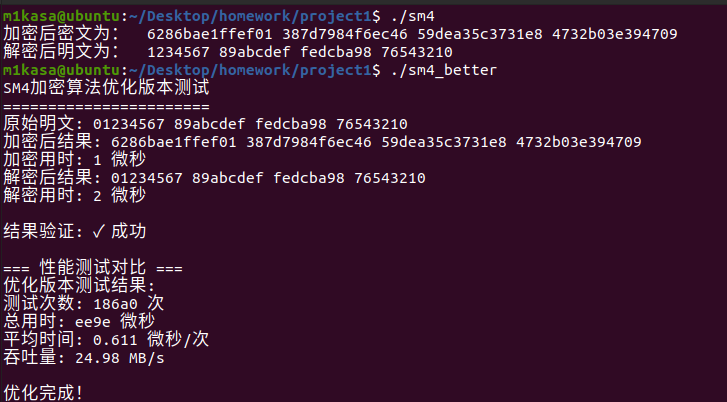 m1kasa@ubuntu:~/Desktop/homework/project1$ ./sm4
加密后密文为： 6286bae1ffef01 387d7984f6ec46 59dea35c3731e8 4732b03e394709
解密后明文为： 1234567 89abcdef fedcba98 76543210
m1kasa@ubuntu:~/Desktop/homework/project1$ ./sm4_better
SM4加密算法优化版本测试
=======================
原始明文: 01234567 89abcdef fedcba98 76543210
加密后结果: 6286bae1ffef01 387d7984f6ec46 59dea35c3731e8 4732b03e394709
加密用时: 1 微秒
解密后结果: 01234567 89abcdef fedcba98 76543210
解密用时: 2 微秒
结果验证: ✓ 成功
=== 性能测试对比 ===
优化版本测试结果:
测试次数: 186a0 次
总用时: ee9e 微秒
平均时间: 0.611 微秒/次
吞吐量: 24.98 MB/s
优化完成!